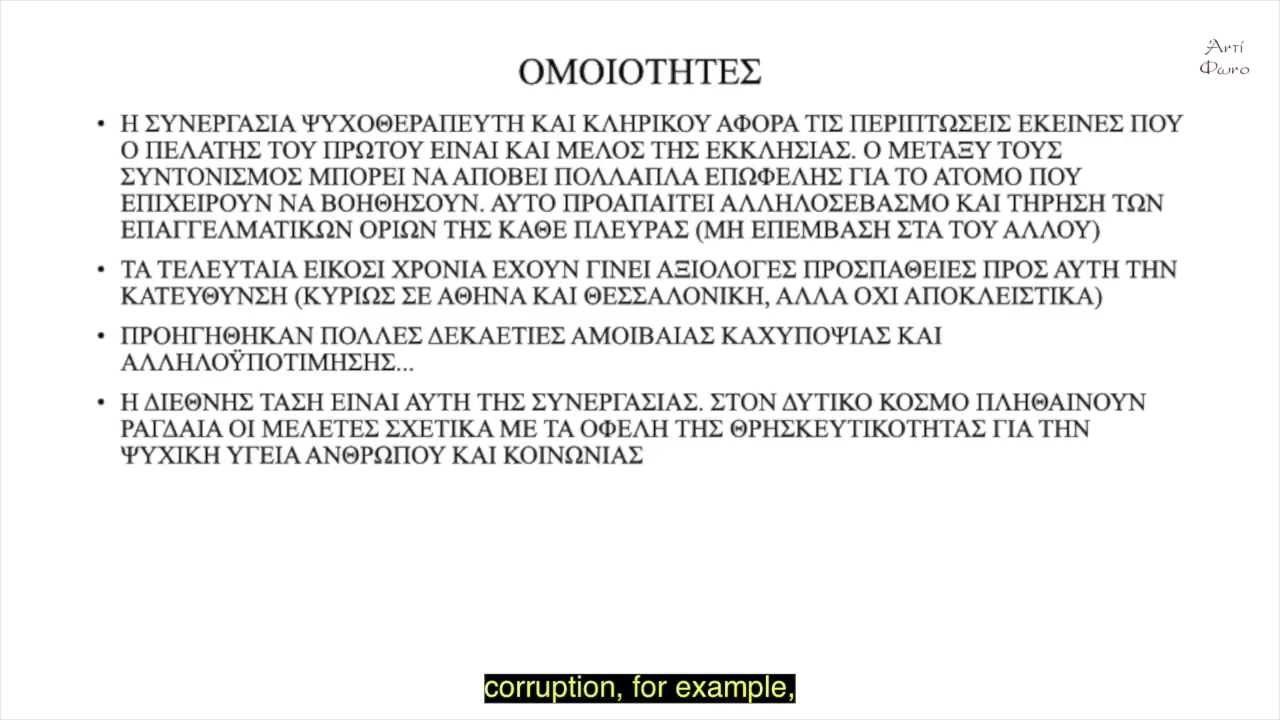 Ἀρτί
Φωρο
ΟΜΟΙΟΤΗΤΕΣ
• Η ΣΥΝΕΡΓΑΣΙΑ ΨΥΧΟΘΕΡΑΠΕΥΤΗ ΚΑΙ ΚΛΗΡΙΚΟΥ ΑΦΟΡΑ ΤΙΣ ΠΕΡΙΠΤΩΣΕΙΣ ΕΚΕΙΝΕΣ ΠΟΥ
Ο ΠΕΛΑΤΗΣ ΤΟΥ ΠΡΩΤΟΥ ΕΙΝΑΙ ΚΑΙ ΜΕΛΟΣ ΤΗΣ ΕΚΚΛΗΣΙΑΣ. Ο ΜΕΤΑΞΥ ΤΟΥΣ
ΣΥΝΤΟΝΙΣΜΟΣ ΜΠΟΡΕΙ ΝΑ ΑΠΟΒΕΙ ΠΟΛΛΑΠΛΑ ΕΠΩΦΕΛΗΣ ΓΙΑ ΤΟ ΑΤΟΜΟ ΠΟΥ
ΕΠΙΧΕΙΡΟΥΝ ΝΑ ΒΟΗΘΗΣΟΥΝ. ΑΥΤΟ ΠΡΟΑΠΑΙΤΕΙ ΑΛΛΗΛΟΣΕΒΑΣΜΟ ΚΑΙ ΤΗΡΗΣΗ ΤΩΝ
ΕΠΑΓΓΕΛΜΑΤΙΚΩΝ ΟΡΙΩΝ ΤΗΣ ΚΑΘΕ ΠΛΕΥΡΑΣ (ΜΗ ΕΠΕΜΒΑΣΗ ΣΤΑ ΤΟΥ ΑΛΛΟΥ)
• ΤΑ ΤΕΛΕΥΤΑΙΑ ΕΙΚΟΣΙ ΧΡΟΝΙΑ ΕΧΟΥΝ ΓΙΝΕΙ ΑΞΙΟΛΟΓΕΣ ΠΡΟΣΠΑΘΕΙΕΣ ΠΡΟΣ ΑΥΤΗ ΤΗΝ
ΚΑΤΕΥΘΥΝΣΗ (ΚΥΡΙΩΣ ΣΕ ΑΘΗΝΑ ΚΑΙ ΘΕΣΣΑΛΟΝΙΚΗ, ΑΛΛΑ ΟΧΙ ΑΠΟΚΛΕΙΣΤΙΚΑ)
• ΠΡΟΗΓΗΘΗΚΑΝ ΠΟΛΛΕΣ ΔΕΚΑΕΤΙΕΣ ΑΜΟΙΒΑΙΑΣ ΚΑΧΥΠΟΨΙΑΣ ΚΑΙ
ΑΛΛΗΛΟΫΠΟΤΙΜΗΣΗΣ...
• Η ΔΙΕΘΝΗΣ ΤΑΣΗ ΕΙΝΑΙ ΑΥΤΗ ΤΗΣ ΣΥΝΕΡΓΑΣΙΑΣ. ΣΤΟΝ ΔΥΤΙΚΟ ΚΟΣΜΟ ΠΛΗΘΑΙΝΟΥΝ
ΡΑΓΔΑΙΑ ΟΙ ΜΕΛΕΤΕΣ ΣΧΕΤΙΚΑ ΜΕ ΤΑ ΟΦΕΛΗ ΤΗΣ ΘΡΗΣΚΕΥΤΙΚΟΤΗΤΑΣ ΓΙΑ ΤΗΝ
ΨΥΧΙΚΗ ΥΓΕΙΑ ΑΝΘΡΩΠΟΥ ΚΑΙ ΚΟΙΝΩΝΙΑΣ
corruption, for example,